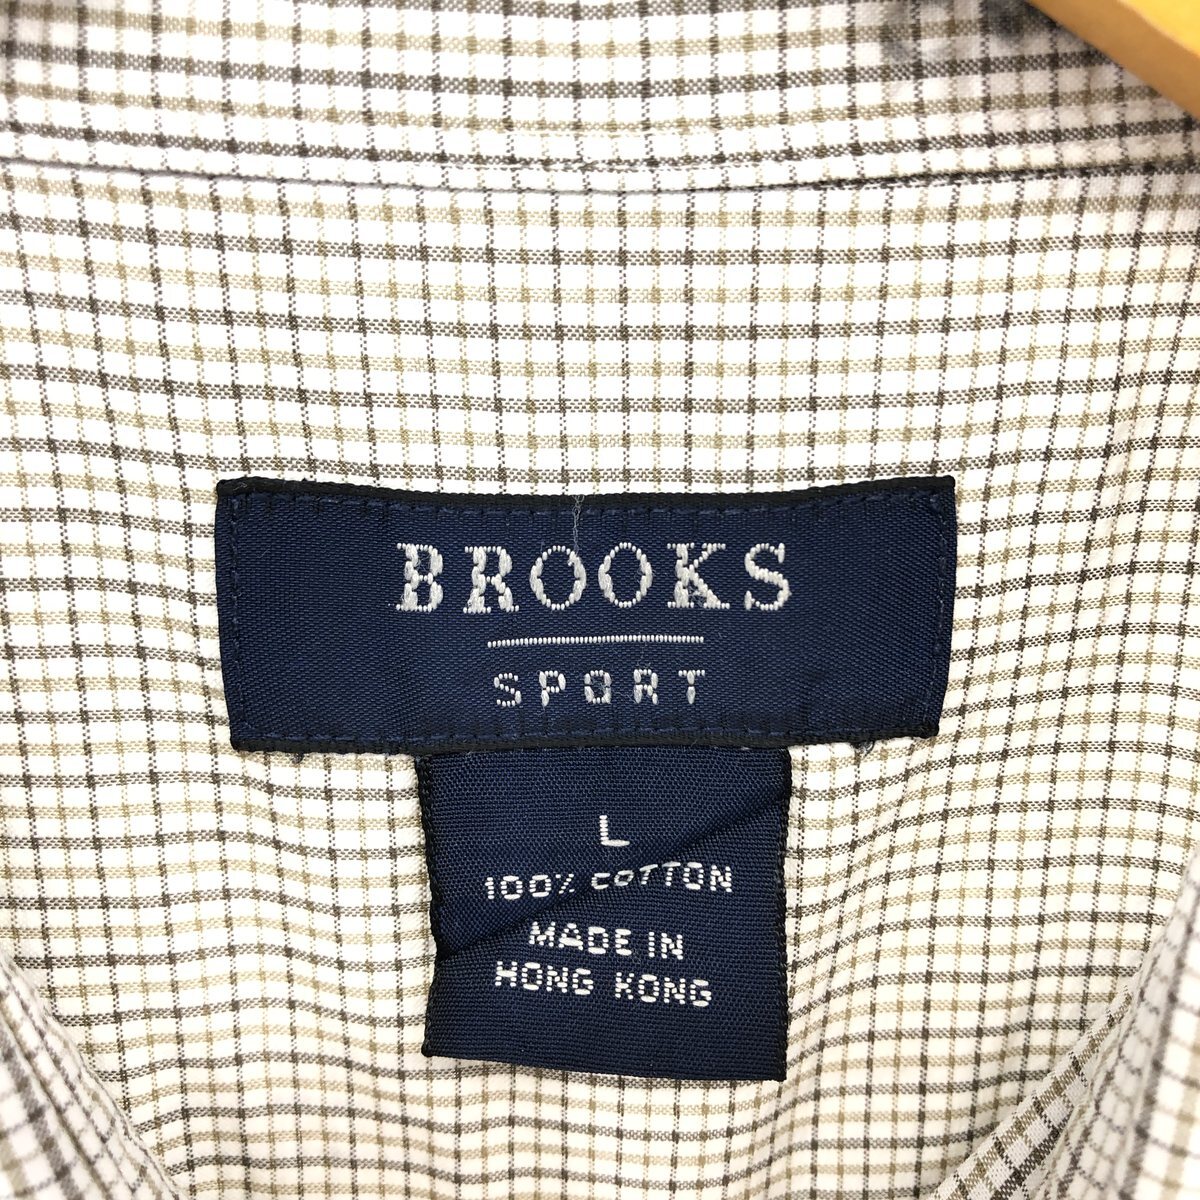 BROOKS
SPORT
L
100% COTTON
MADE IN
HONG KONG